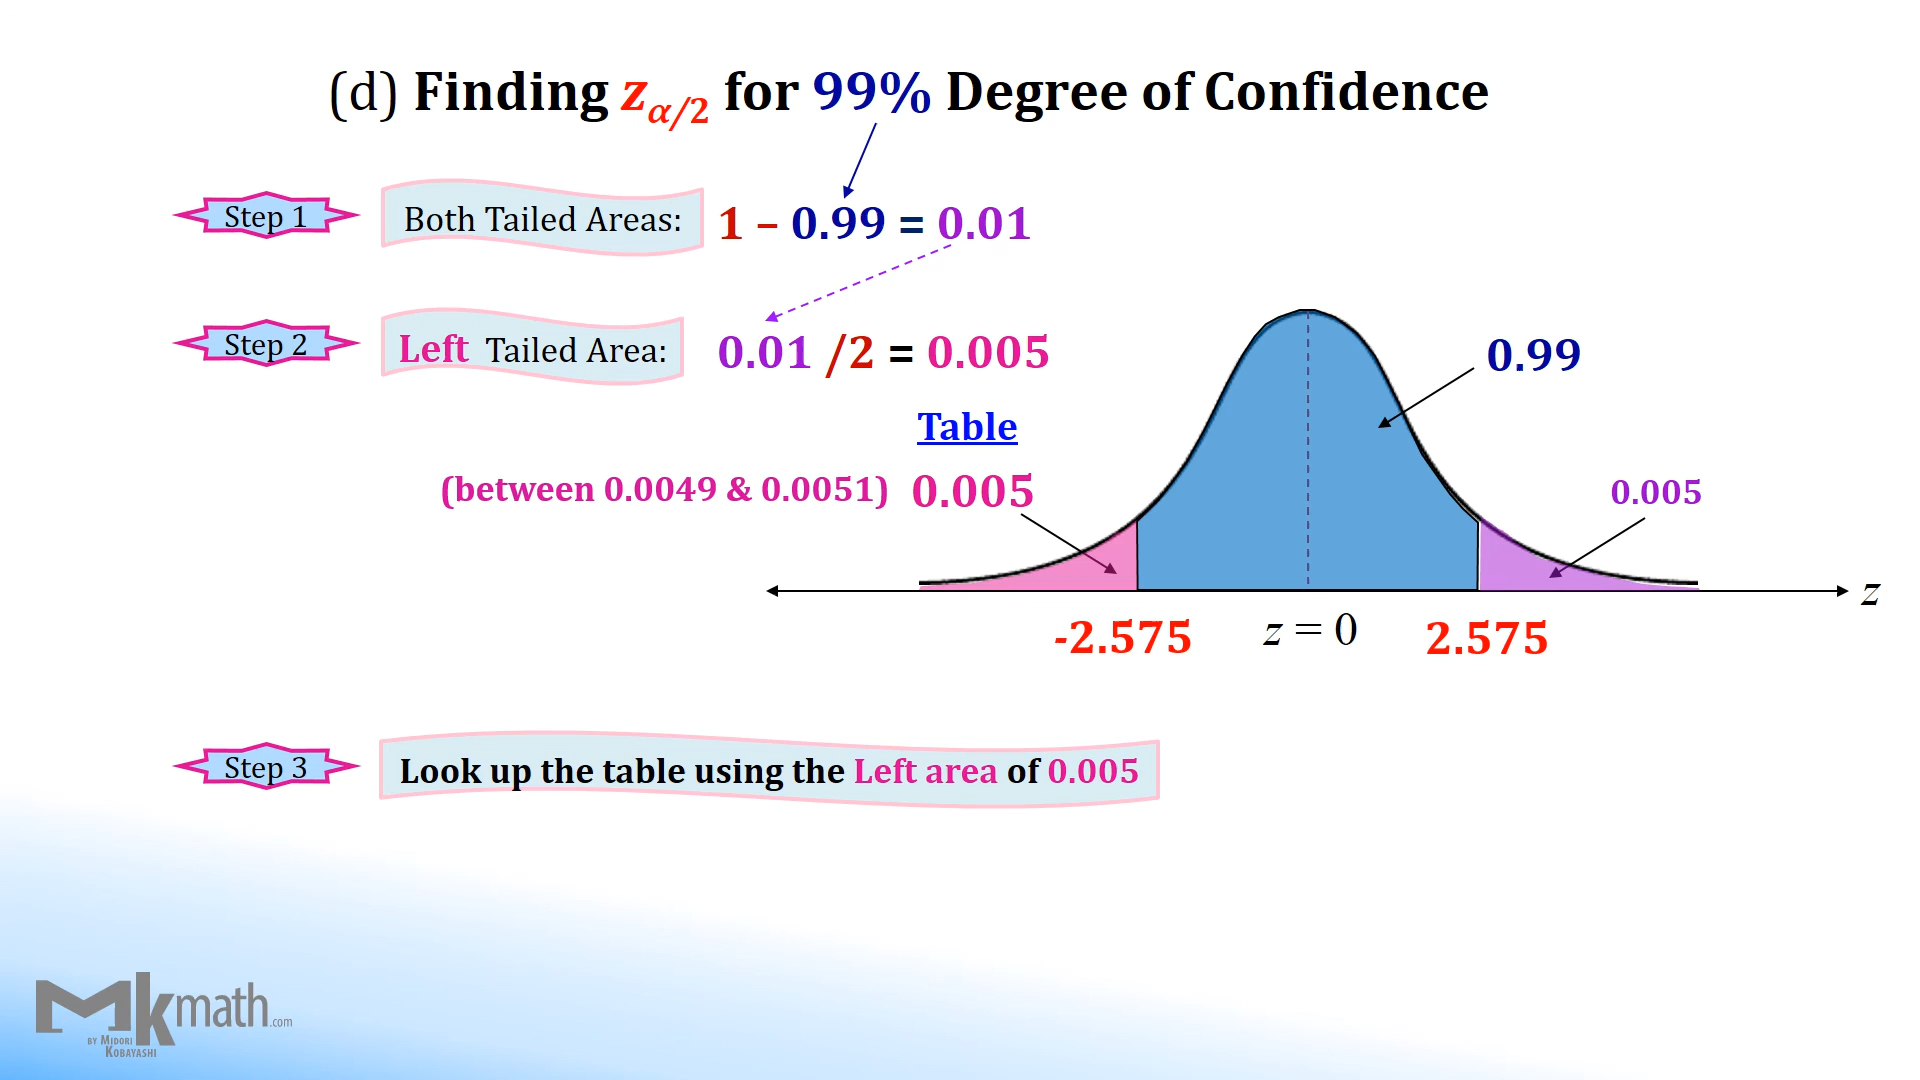 (d) Finding zα/2 for 99% Degree of Confidence
Step 1 Both Tailed Areas: 1 – 0.99 = 0.01
Step 2 Left Tailed Area: 0.01 /2 = 0.005
0.99
Table
(between 0.0049 & 0.0051) 0.005
0.005
z
-2.575 z = 0 2.575
Step 3 Look up the table using the Left area of 0.005
Mkmath.com
BY MIDORI
KOBAYASHI